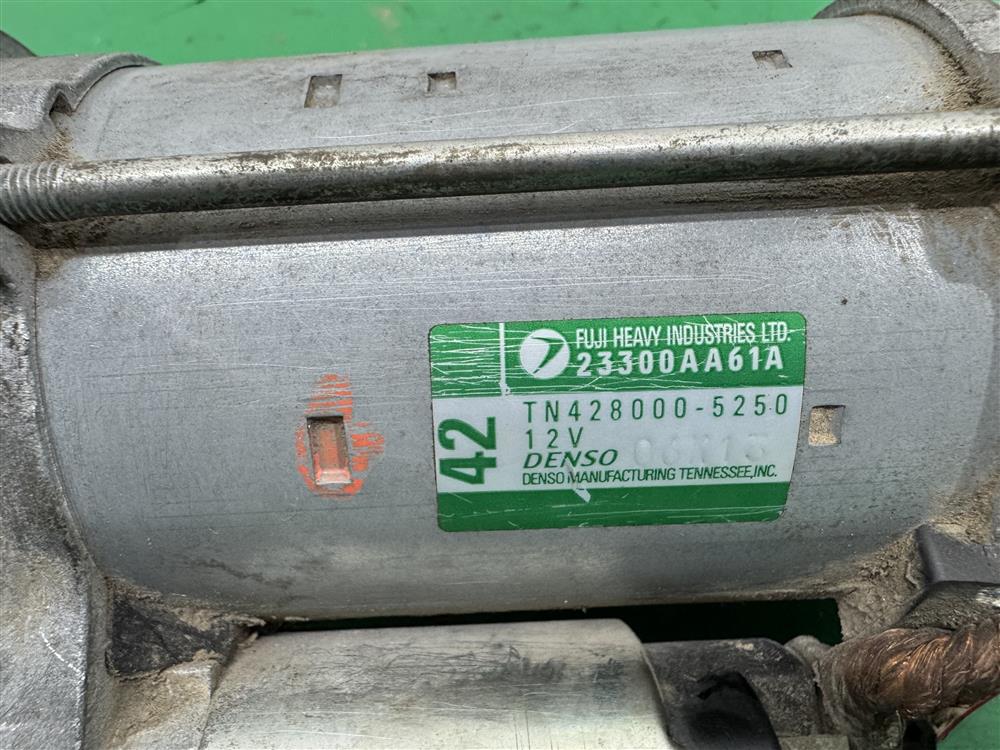 FUJI HEAVY INDUSTRIES LTD.
23300AA61A
42
TN428000-5250
12V
DENSO
DENSO MANUFACTURING TENNESSEE,INC.